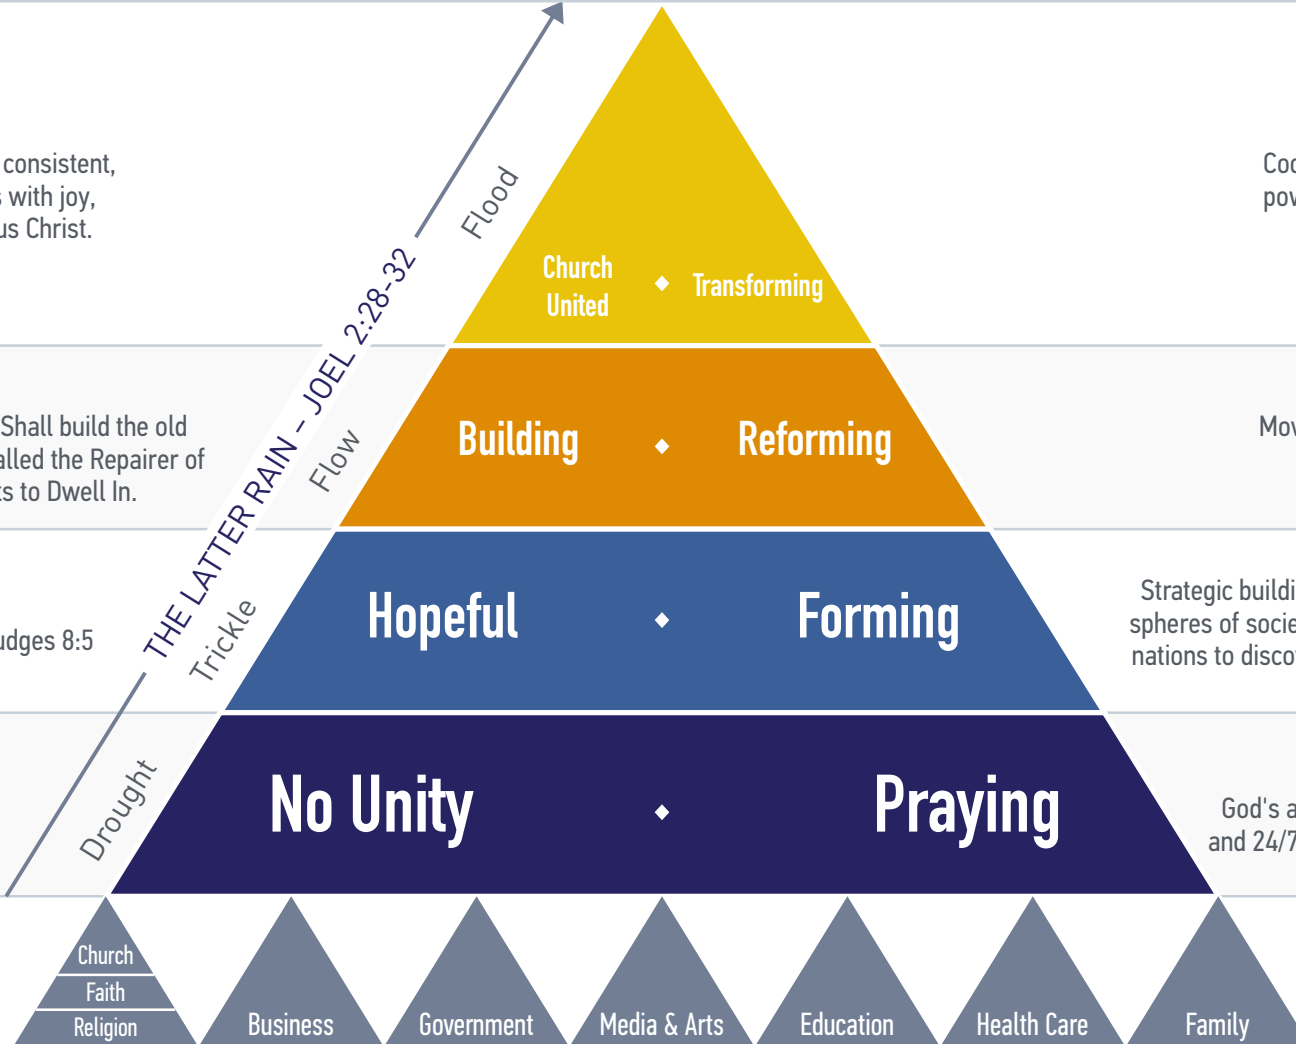 consistent,
with joy,
us Christ.
Flood
Church
United
Transforming
THE LATTER RAIN – JOEL 2:28-32
Shall build the old
alled the Repairer of
ts to Dwell In.
Flow
Building
Reforming
udges 8:5
Trickle
Hopeful
Forming
Strategic buildi
spheres of socie
nations to disco
Drought
No Unity
Praying
God's a
and 24/7
Church
Faith
Religion
Business
Government
Media & Arts
Education
Health Care
Family